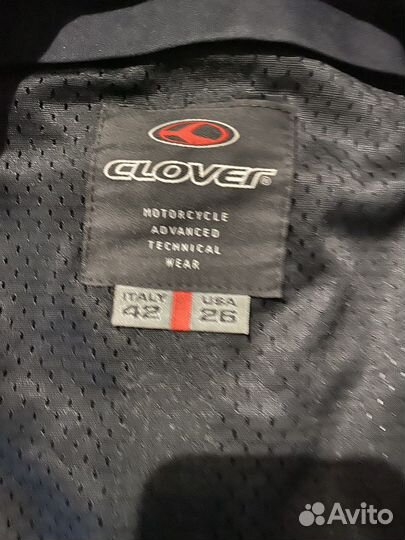 CLOVER®
MOTORCYCLE
ADVANCED
TECHNICAL
WEAR
ITALY USA
42 26
Avito